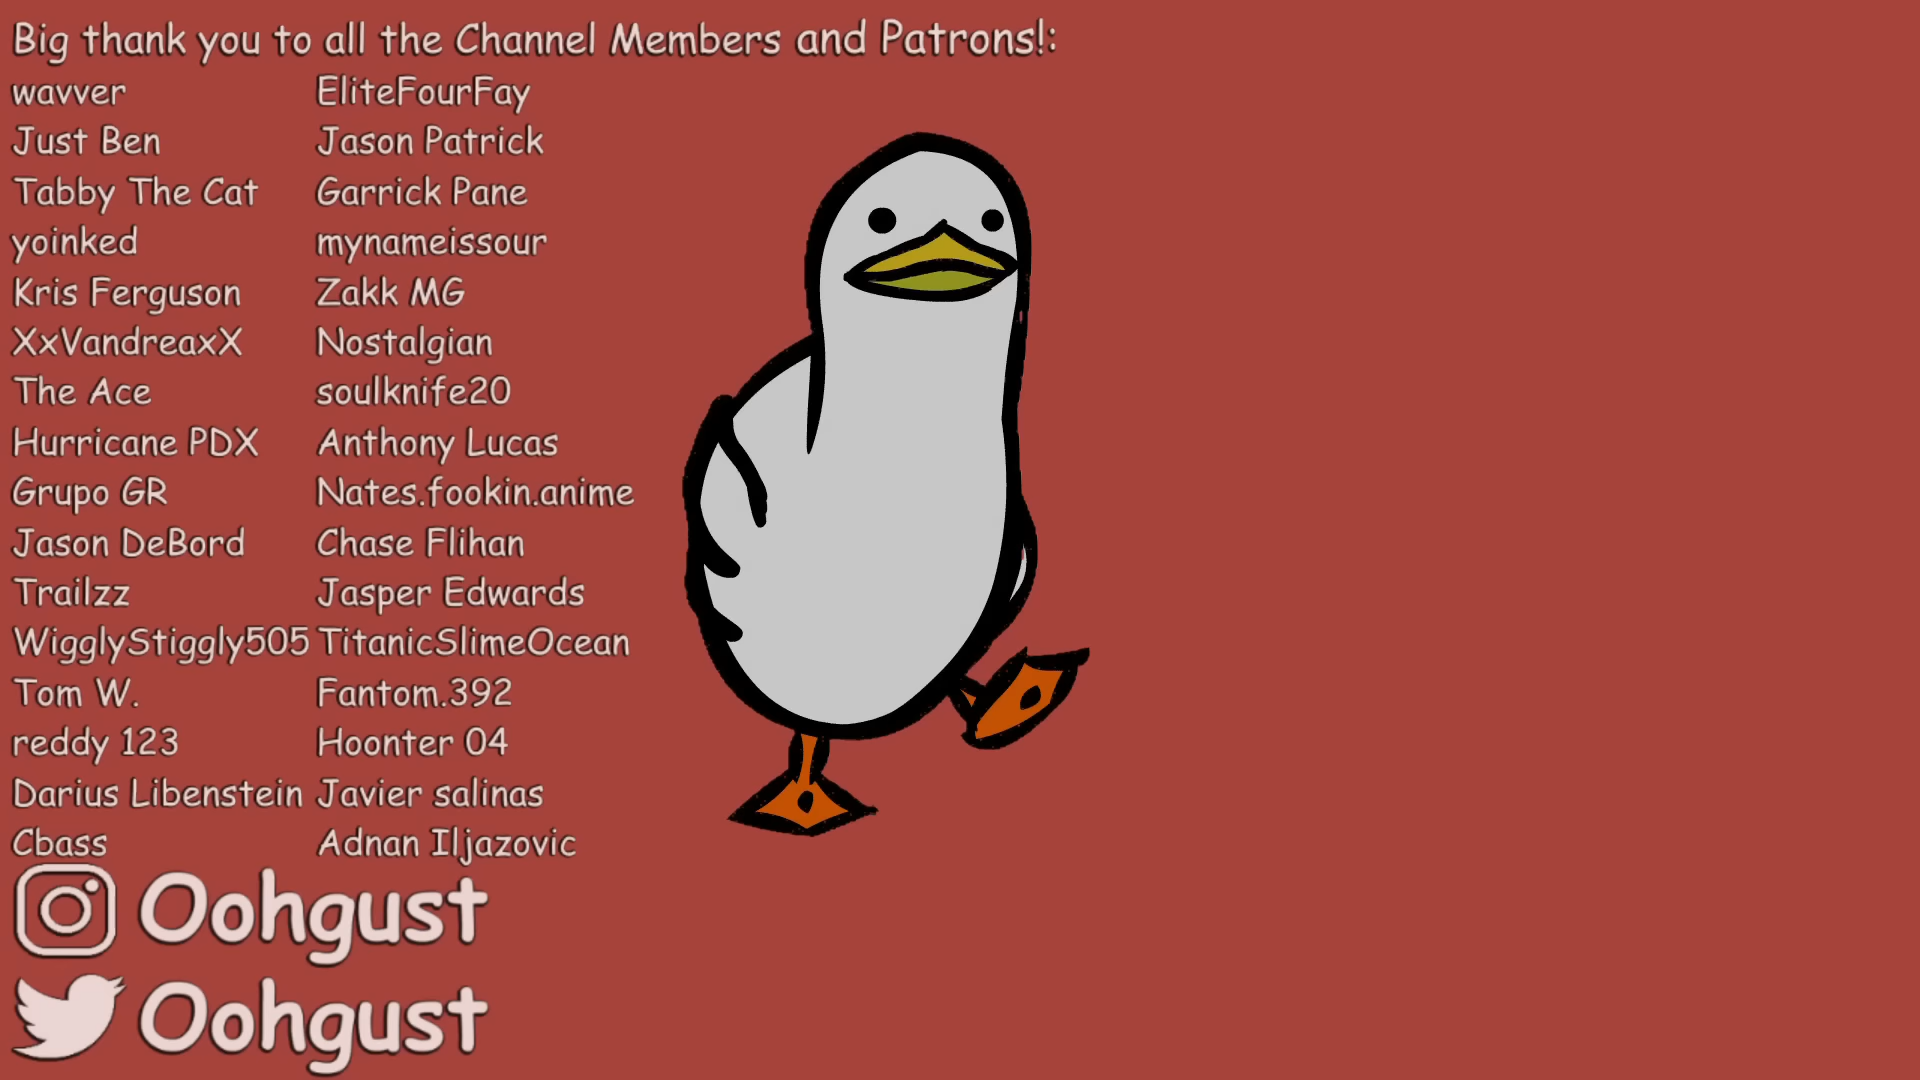 Big thank you to all the Channel Members and Patrons!:
wavver EliteFourFay
Just Ben Jason Patrick
Tabby The Cat Garrick Pane
yoinked mynameissour
Kris Ferguson Zakk MG
XxVandreaxX Nostalgian
The Ace soulknife20
Hurricane PDX Anthony Lucas
Grupo GR Nates.fookin.anime
Jason DeBord Chase Flihan
Trailzz Jasper Edwards
WigglyStiggly505 TitanicSlimeOcean
Tom W. Fantom.392
reddy 123 Hoonter 04
Darius Libenstein Javier salinas
Cbass Adnan Iljazovic
Oohgust
Oohgust